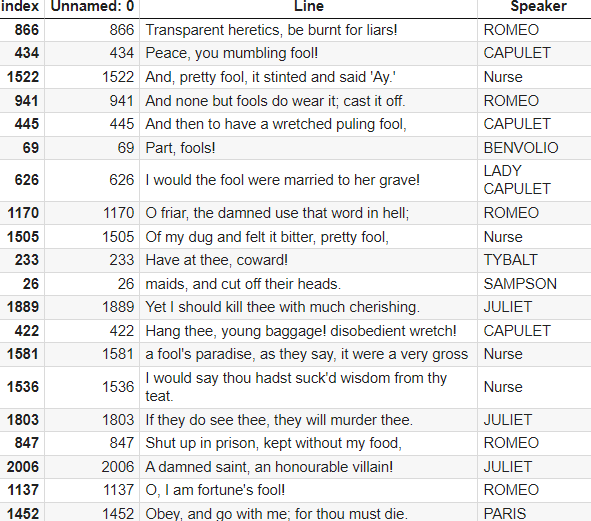 index Unnamed: 0 Line Speaker
866 866 Transparent heretics, be burnt for liars! ROMEO
434 434 Peace, you mumbling fool! CAPULET
1522 1522 And, pretty fool, it stinted and said 'Ay.' Nurse
941 941 And none but fools do wear it; cast it off. ROMEO
445 445 And then to have a wretched puling fool, CAPULET
69 69 Part, fools! BENVOLIO
626 626 I would the fool were married to her grave! LADY
CAPULET
1170 1170 O friar, the damned use that word in hell; ROMEO
1505 1505 Of my dug and felt it bitter, pretty fool, Nurse
233 233 Have at thee, coward! TYBALT
26 26 maids, and cut off their heads. SAMPSON
1889 1889 Yet I should kill thee with much cherishing. JULIET
422 422 Hang thee, young baggage! disobedient wretch! CAPULET
1581 1581 a fool's paradise, as they say, it were a very gross Nurse
1536 1536 I would say thou hadst suck'd wisdom from thy
teat. Nurse
1803 1803 If they do see thee, they will murder thee. JULIET
847 847 Shut up in prison, kept without my food, ROMEO
2006 2006 A damned saint, an honourable villain! JULIET
1137 1137 O, I am fortune's fool! ROMEO
1452 1452 Obey, and go with me; for thou must die. PARIS